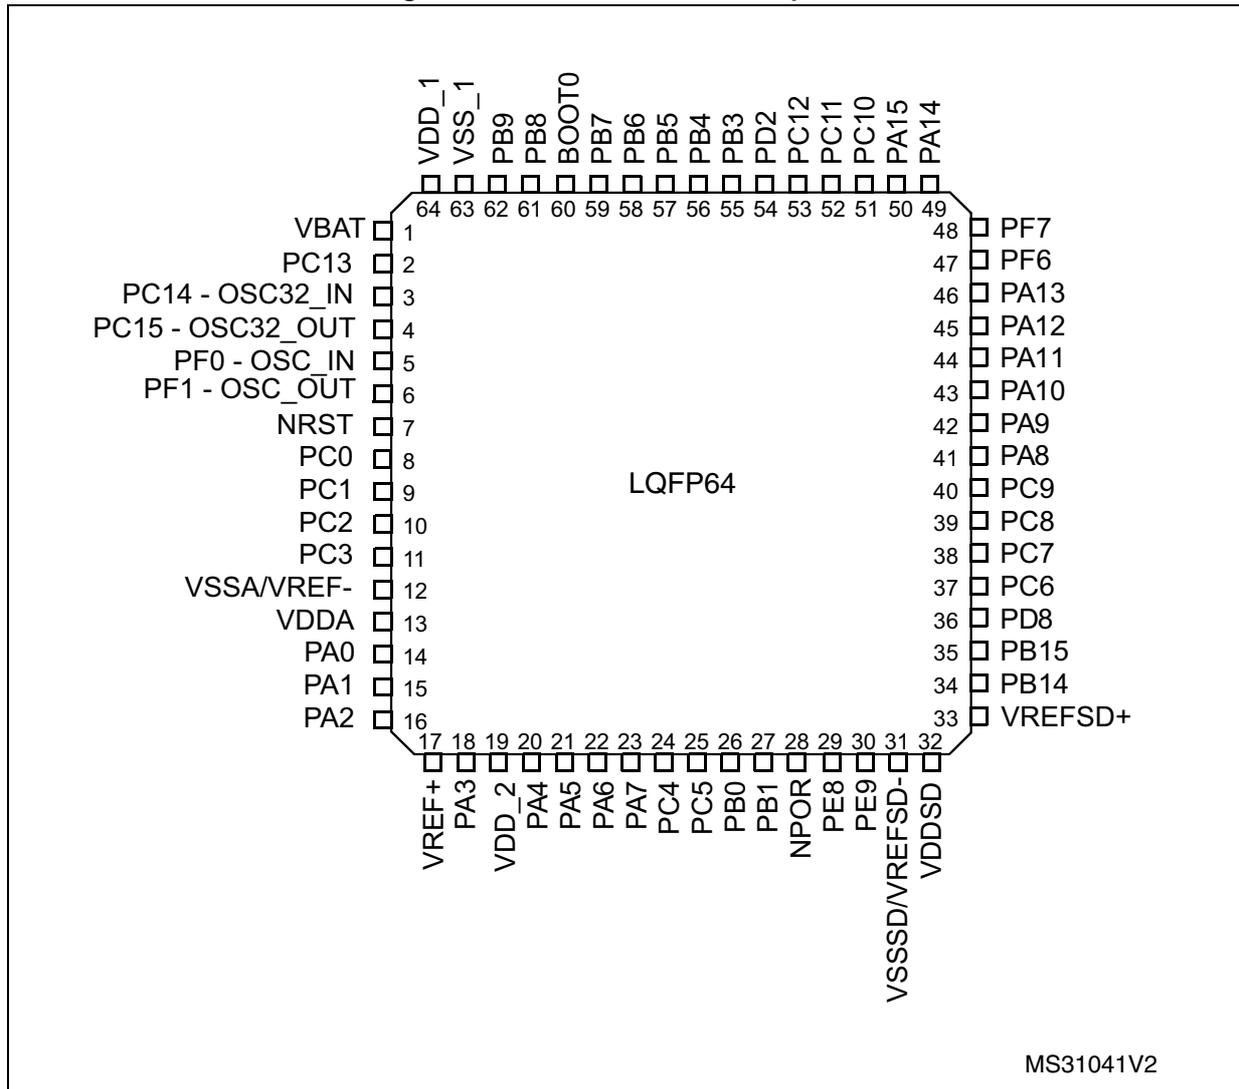 VDD_1
VSS_1
PB9
PB8
BOOT0
PB7
PB6
PB5
PB4
PB3
PD2
PC12
PC11
PC10
PA15
PA14
64 63 62 61 60 59 58 57 56 55 54 53 52 51 50 49
VBAT 1
PC13 2
PC14 - OSC32_IN 3
PC15 - OSC32_OUT 4
PF0 - OSC_IN 5
PF1 - OSC_OUT 6
NRST 7
PC0 8
PC1 9
PC2 10
PC3 11
VSSA/VREF- 12
VDDA 13
PA0 14
PA1 15
PA2 16
LQFP64
48 PF7
47 PF6
46 PA13
45 PA12
44 PA11
43 PA10
42 PA9
41 PA8
40 PC9
39 PC8
38 PC7
37 PC6
36 PD8
35 PB15
34 PB14
33 VREFSD+
17 18 19 20 21 22 23 24 25 26 27 28 29 30 31 32
VREF+
PA3
VDD_2
PA4
PA5
PA6
PA7
PC4
PC5
PB0
PB1
NPOR
PE8
PE9
VSSSD/VREFSD-
VDDSD
MS31041V2